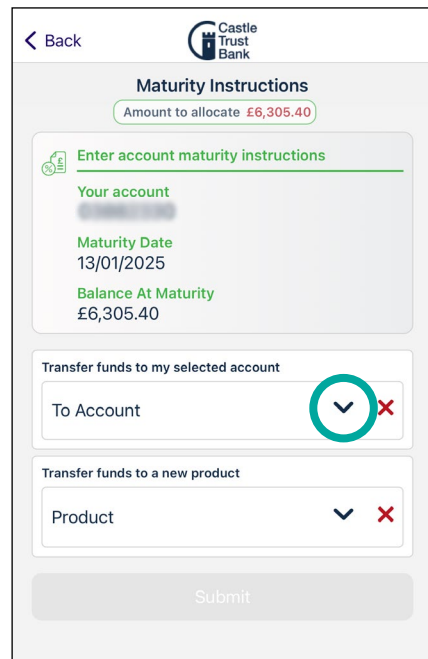 Back
Castle
Trust
Bank
Maturity Instructions
Amount to allocate £6,305.40
Enter account maturity instructions
Your account
Maturity Date
13/01/2025
Balance At Maturity
£6,305.40
Transfer funds to my selected account
To Account
Transfer funds to a new product
Product
Submit